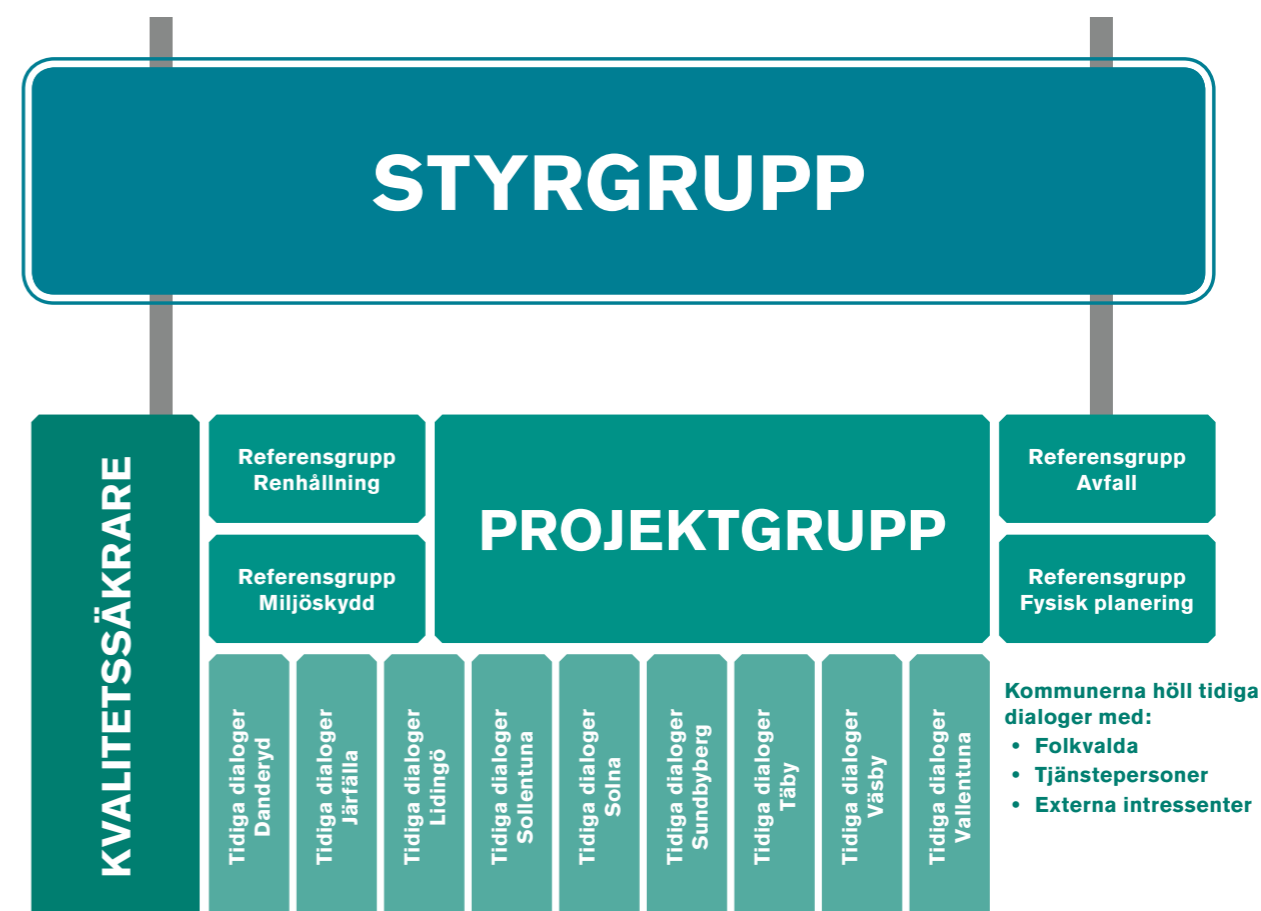 STYRGRUPP
KVALITETSSÄKRARE
Referensgrupp
Renhållning
Referensgrupp
Miljöskydd
PROJEKTGRUPP
Referensgrupp
Avfall
Referensgrupp
Fysisk planering
Tidiga dialoger
Danderyd
Tidiga dialoger
Järfälla
Tidiga dialoger
Lidingö
Tidiga dialoger
Sollentuna
Tidiga dialoger
Solna
Tidiga dialoger
Sundbyberg
Tidiga dialoger
Täby
Tidiga dialoger
Väsby
Tidiga dialoger
Vallentuna
Kommunerna höll tidiga
dialoger med:
• Folkvalda
• Tjänstepersoner
• Externa intressenter